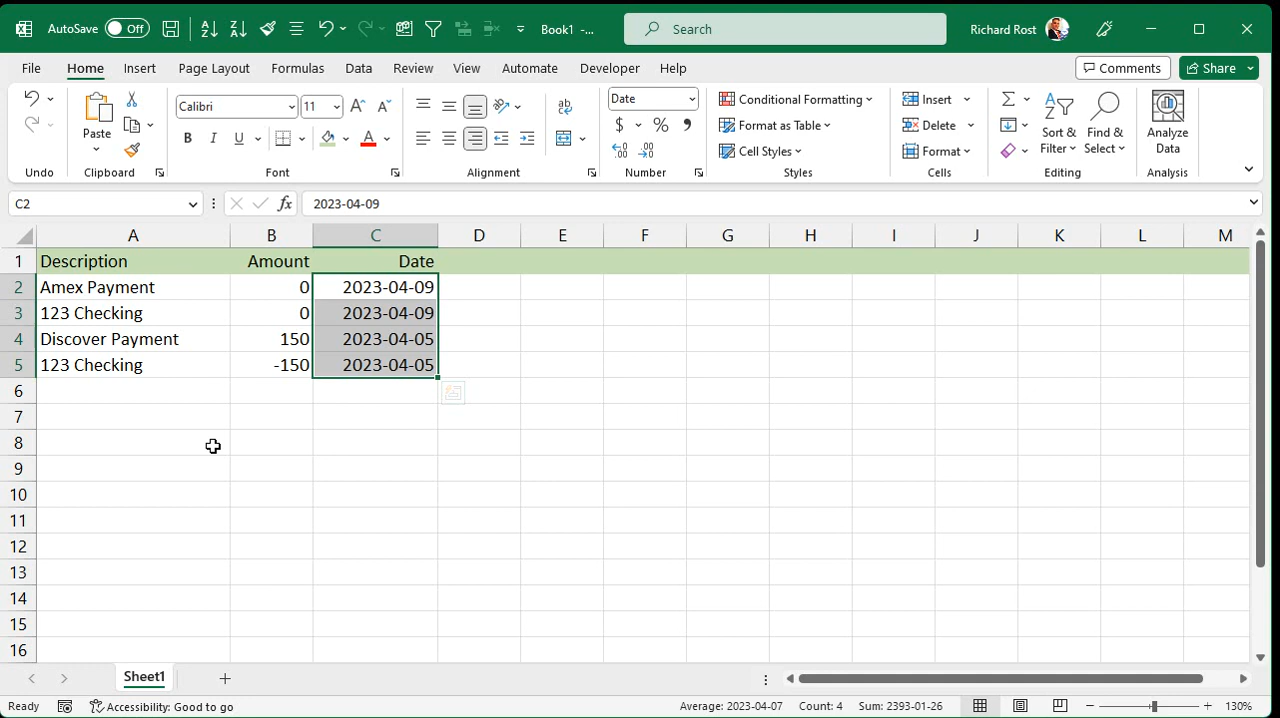 AutoSave Off Book1 -... Search Richard Rost
File Home Insert Page Layout Formulas Data Review View Automate Developer Help Comments Share
Calibri 11 Date Conditional Formatting Insert
Paste B I U $ % Format as Table Delete Sort & Find & Analyze
Cell Styles Format Filter Select Data
Undo Clipboard Font Alignment Number Styles Cells Editing Analysis
C2 fx 2023-04-09
A B C D E F G H I J K L M
1 Description Amount Date
2 Amex Payment 0 2023-04-09
3 123 Checking 0 2023-04-09
4 Discover Payment 150 2023-04-05
5 123 Checking -150 2023-04-05
6
7
8
9
10
11
12
13
14
15
16
Sheet1
Ready Accessibility: Good to go Average: 2023-04-07 Count: 4 Sum: 2393-01-26 130%